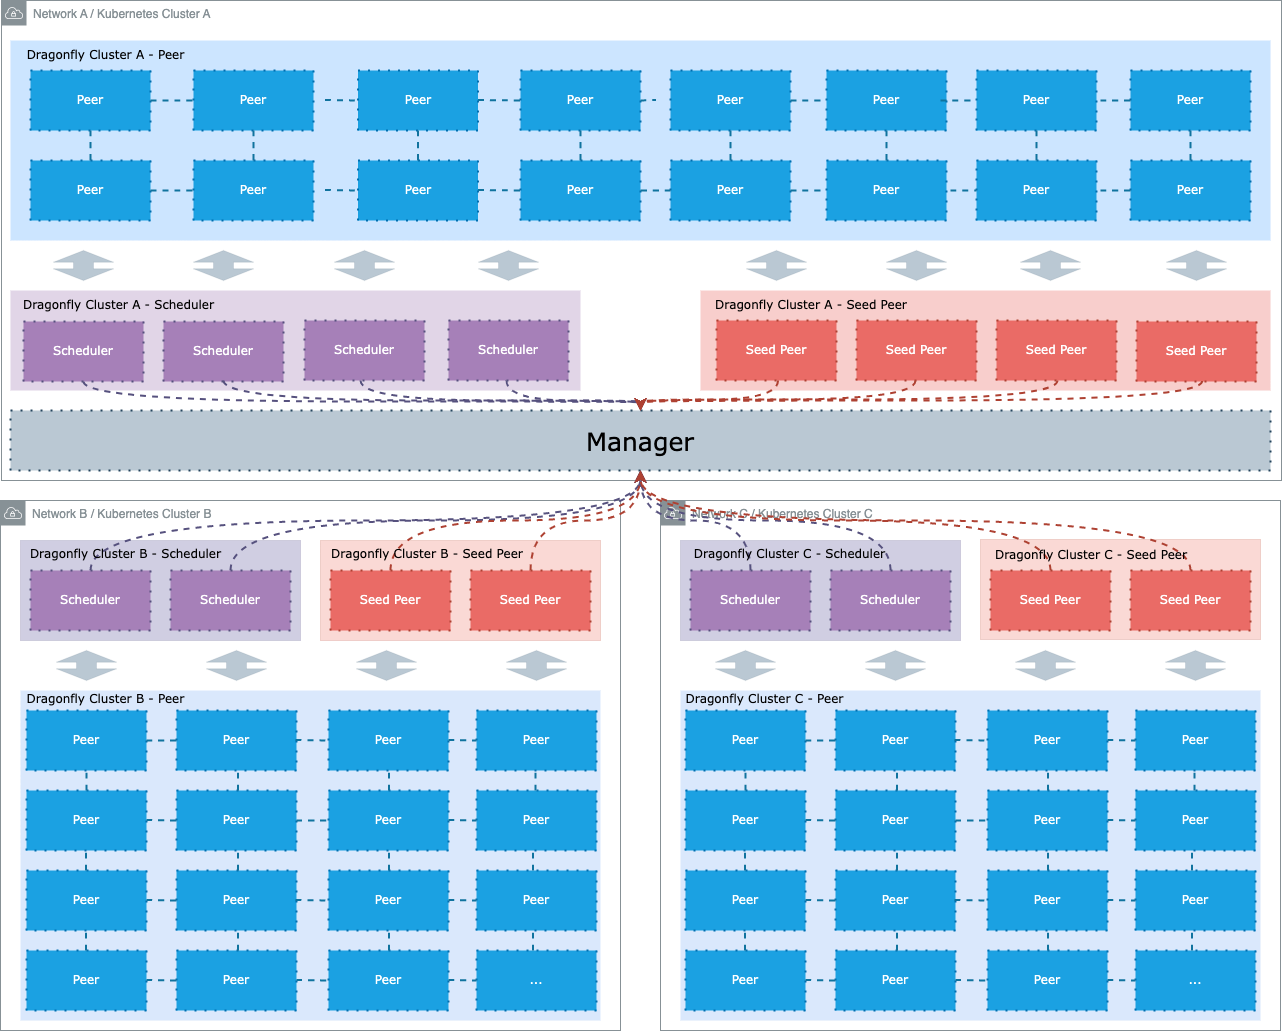 Network A / Kubernetes Cluster A
Dragonfly Cluster A - Peer
Peer Peer Peer Peer Peer Peer Peer Peer
Peer Peer Peer Peer Peer Peer Peer Peer
Dragonfly Cluster A - Scheduler
Scheduler Scheduler Scheduler Scheduler
Dragonfly Cluster A - Seed Peer
Seed Peer Seed Peer Seed Peer Seed Peer
Manager
Network B / Kubernetes Cluster B
Dragonfly Cluster B - Scheduler
Scheduler Scheduler
Dragonfly Cluster B - Seed Peer
Seed Peer Seed Peer
Dragonfly Cluster B - Peer
Peer Peer Peer Peer
Peer Peer Peer Peer
Peer Peer Peer Peer
Peer Peer Peer ...
Network C / Kubernetes Cluster C
Dragonfly Cluster C - Scheduler
Scheduler Scheduler
Dragonfly Cluster C - Seed Peer
Seed Peer Seed Peer
Dragonfly Cluster C - Peer
Peer Peer Peer Peer
Peer Peer Peer Peer
Peer Peer Peer Peer
Peer Peer Peer ...